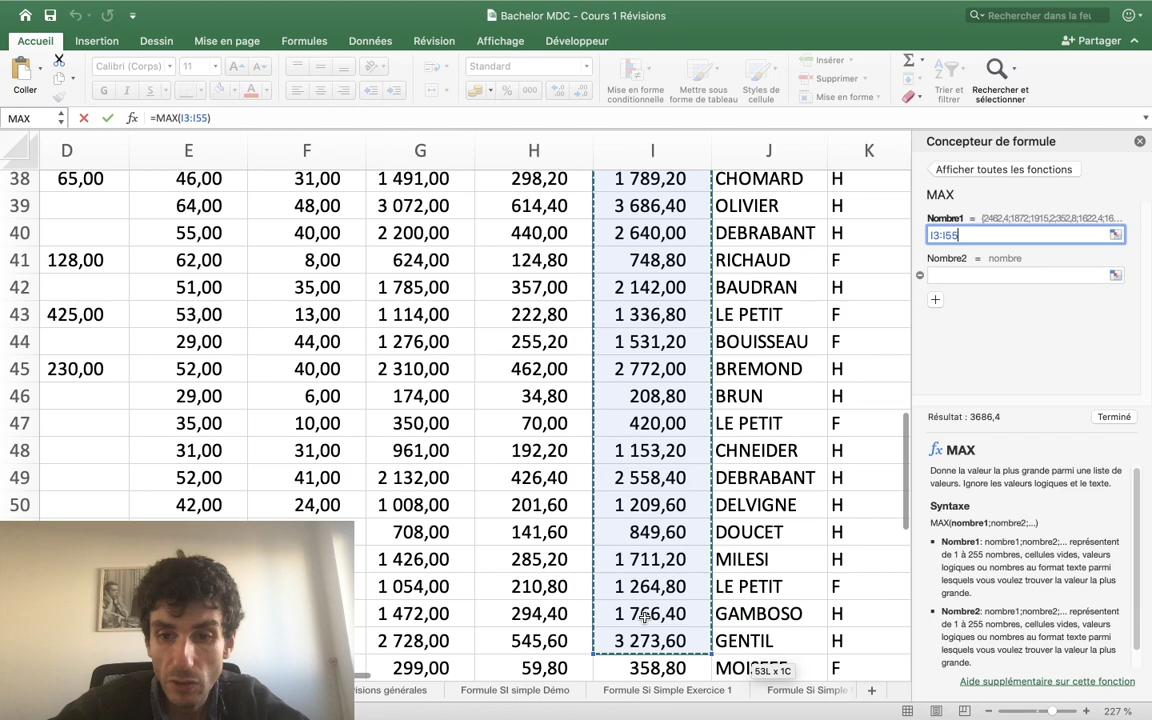 Bachelor MDC - Cours 1 Révisions
Rechercher dans la feu
Accueil Insertion Dessin Mise en page Formules Données Révision Affichage Développeur
Partager
Calibri (Corps) 11 Standard
Coller G I S A % 000
Mise en forme conditionnelle
Mettre sous forme de tableau
Styles de cellule
Insérer
Supprimer
Mise en forme
Trier et filtrer
Rechercher et sélectionner
MAX fx =MAX(I3:I55)
D E F G H I J K
38 65,00 46,00 31,00 1 491,00 298,20 1 789,20 CHOMARD H
39 64,00 48,00 3 072,00 614,40 3 686,40 OLIVIER H
40 55,00 40,00 2 200,00 440,00 2 640,00 DEBRABANT H
41 128,00 62,00 8,00 624,00 124,80 748,80 RICHAUD F
42 51,00 35,00 1 785,00 357,00 2 142,00 BAUDRAN H
43 425,00 53,00 13,00 1 114,00 222,80 1 336,80 LE PETIT F
44 29,00 44,00 1 276,00 255,20 1 531,20 BOUISSEAU F
45 230,00 52,00 40,00 2 310,00 462,00 2 772,00 BREMOND H
46 29,00 6,00 174,00 34,80 208,80 BRUN H
47 35,00 10,00 350,00 70,00 420,00 LE PETIT F
48 31,00 31,00 961,00 192,20 1 153,20 CHNEIDER H
49 52,00 41,00 2 132,00 426,40 2 558,40 DEBRABANT H
50 42,00 24,00 1 008,00 201,60 1 209,60 DELVIGNE H
708,00 141,60 849,60 DOUCET H
1 426,00 285,20 1 711,20 MILESI H
1 054,00 210,80 1 264,80 LE PETIT F
1 472,00 294,40 1 766,40 GAMBOSO H
2 728,00 545,60 3 273,60 GENTIL H
299,00 59,80 358,80 F
53L x 1C
visions générales Formule SI simple Démo Formule Si Simple Exercice 1 Formule Si Simple
227 %
Concepteur de formule
Afficher toutes les fonctions
MAX
Nombre1 = {2462,4;1872;1915,2;352,8;1622,4;16...
I3:I55
Nombre2 = nombre
Résultat : 3686,4 Terminé
fx MAX
Donne la valeur la plus grande parmi une liste de
valeurs. Ignore les valeurs logiques et le texte.
Syntaxe
MAX(nombre1;nombre2;...)
▪ Nombre1: nombre1;nombre2;... représentent
de 1 à 255 nombres, cellules vides, valeurs
logiques ou nombres au format texte parmi
lesquels vous voulez trouver la valeur la plus
grande.
▪ Nombre2: nombre1;nombre2;... représentent
de 1 à 255 nombres, cellules vides, valeurs
logiques ou nombres au format texte parmi
lesquels vous voulez trouver la valeur la plus
grande.
Aide supplémentaire sur cette fonction